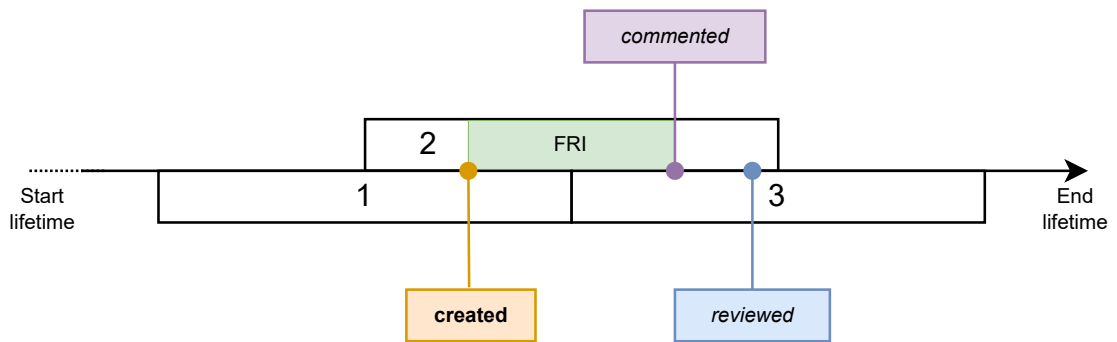 commented
2
FRI
Start
lifetime
1
3
End
lifetime
created
reviewed